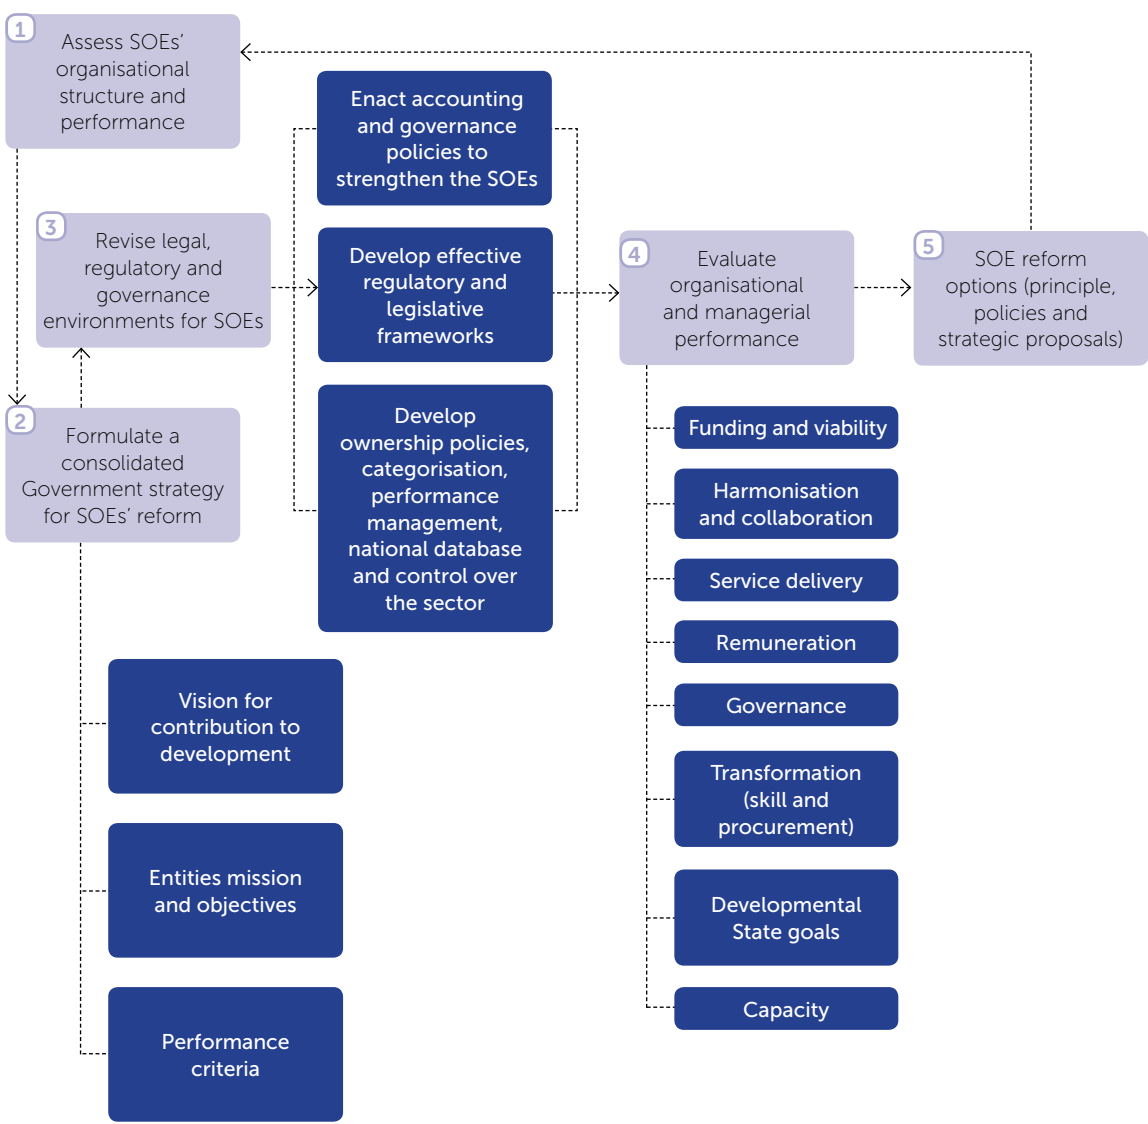 1
Assess SOEs’
organisational
structure and
performance
2
Formulate a
consolidated
Government strategy
for SOEs’ reform
Vision for
contribution to
development
Entities mission
and objectives
Performance
criteria
3
Revise legal,
regulatory and
governance
environments for SOEs
Enact accounting
and governance
policies to
strengthen the SOEs
Develop effective
regulatory and
legislative
frameworks
Develop
ownership policies,
categorisation,
performance
management,
national database
and control over
the sector
4
Evaluate
organisational
and managerial
performance
Funding and viability
Harmonisation
and collaboration
Service delivery
Remuneration
Governance
Transformation
(skill and
procurement)
Developmental
State goals
Capacity
5
SOE reform
options (principle,
policies and
strategic proposals)